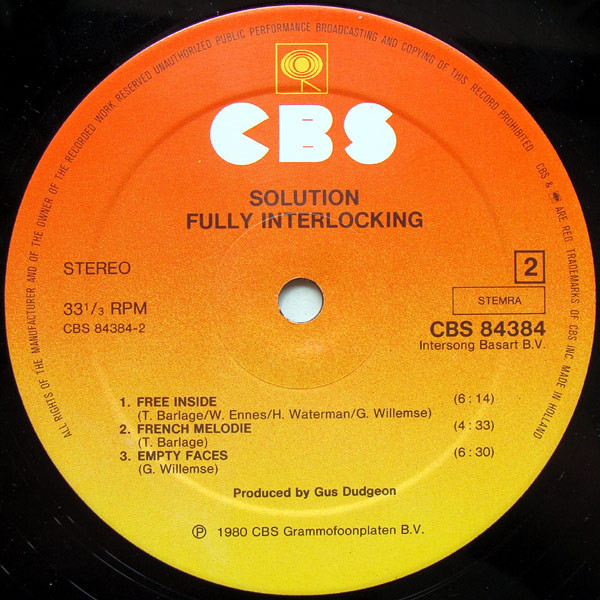 ALL RIGHTS OF THE MANUFACTURER AND OF THE OWNER OF THE RECORDED WORK RESERVED UNAUTHORIZED PUBLIC PERFORMANCE BROADCASTING AND COPYING OF THIS RECORD PROHIBITED
CBS & ARE RED. TRADEMARKS OF CBS INC. MADE IN HOLLAND
CBS
SOLUTION
FULLY INTERLOCKING
STEREO
2
33 1/3 RPM
STEMRA
CBS 84384-2
CBS 84384
Intersong Basart B.V.
1. FREE INSIDE (6:14)
(T. Barlage/W. Ennes/H. Waterman/G. Willemse)
2. FRENCH MELODIE (4:33)
(T. Barlage)
3. EMPTY FACES (6:30)
(G. Willemse)
Produced by Gus Dudgeon
℗ 1980 CBS Grammofoonplaten B.V.